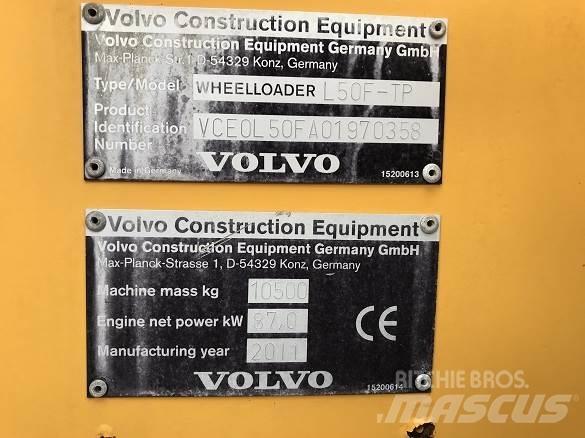 Volvo Construction Equipment
Volvo Construction Equipment Germany GmbH
Max-Planck-Str.1 D-54329 Konz, Germany
Type/Model WHEELLOADER L50F-TP
Product
Identification VCE0L50FA01970358
Number
VOLVO
Made in Germany 15200613
Volvo Construction Equipment
Volvo Construction Equipment Germany GmbH
Max-Planck-Strasse 1, D-54329 Konz, Germany
Machine mass kg 10500
Engine net power kW 87.0 CE
Manufacturing year 2011
VOLVO
15200614
RITCHIE BROS.
MASCUS